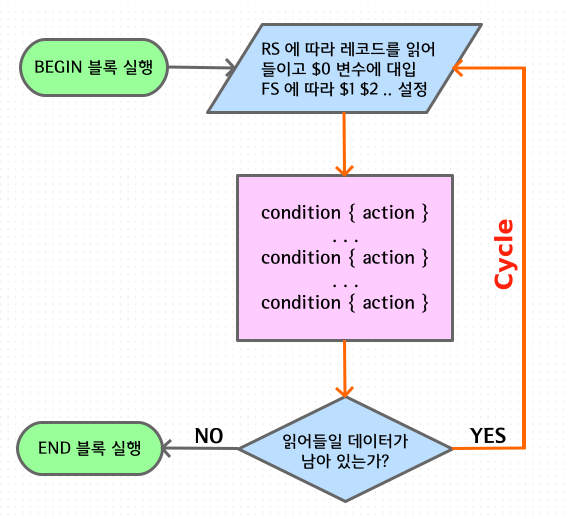 BEGIN 블록 실행
RS 에 따라 레코드를 읽어
들이고 $0 변수에 대입
FS 에 따라 $1 $2 .. 설정
condition { action }
. . .
condition { action }
. . .
condition { action }
Cycle
읽어들일 데이터가
남아 있는가?
YES
NO
END 블록 실행